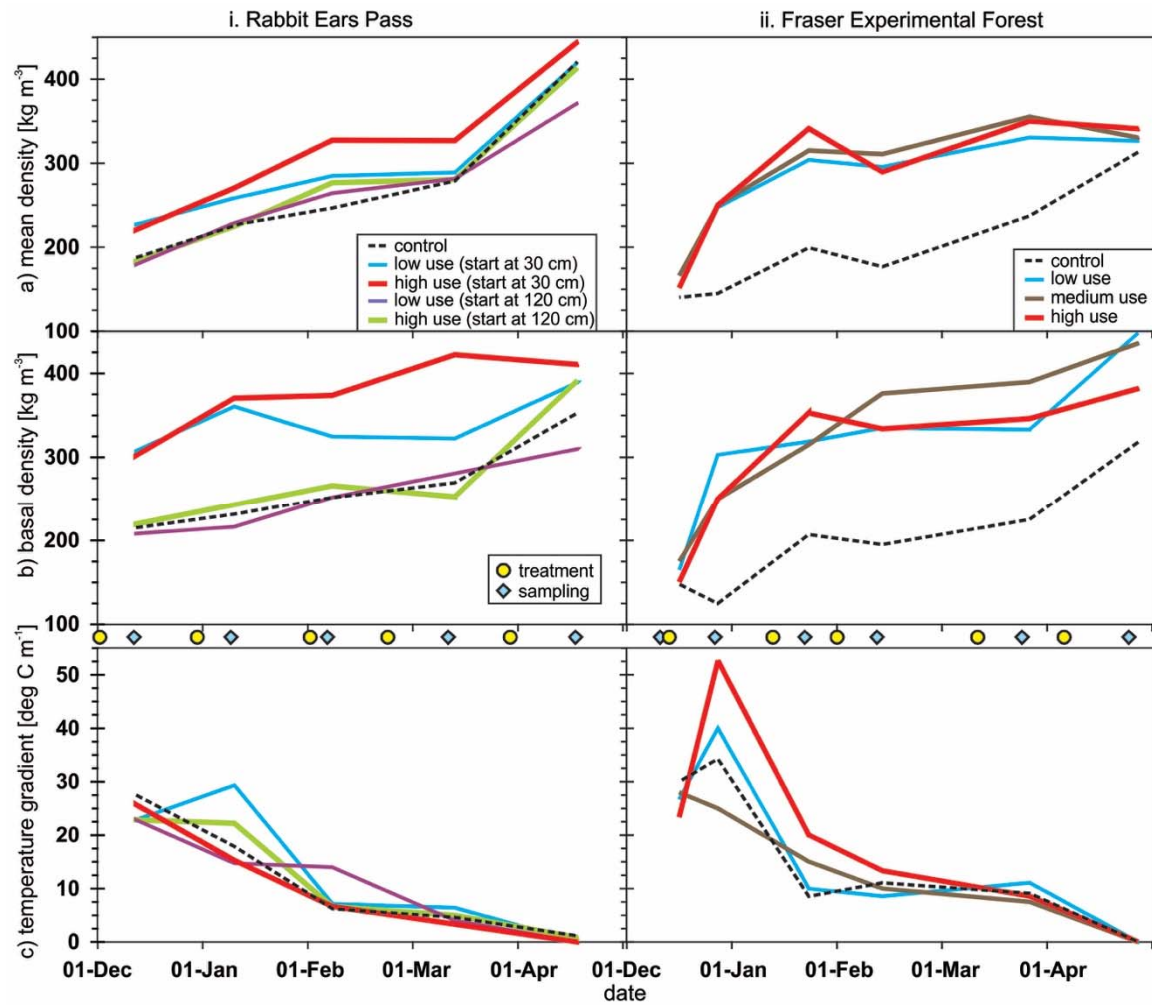 i. Rabbit Ears Pass
ii. Fraser Experimental Forest
a) mean density [kg m⁻³]
400
300
200
100
control
low use (start at 30 cm)
high use (start at 30 cm)
low use (start at 120 cm)
high use (start at 120 cm)
control
low use
medium use
high use
b) basal density [kg m⁻³]
400
300
200
100
treatment
sampling
c) temperature gradient [deg C m⁻¹]
50
40
30
20
10
0
01-Dec 01-Jan 01-Feb 01-Mar 01-Apr 01-Dec 01-Jan 01-Feb 01-Mar 01-Apr
date